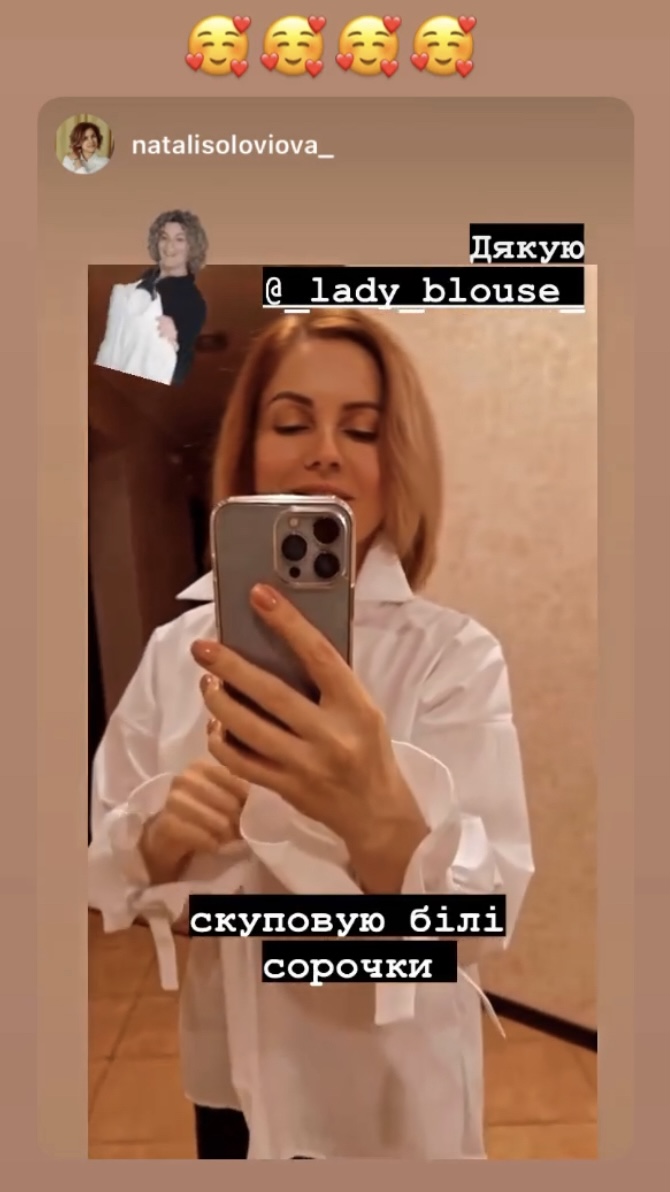 🥰🥰🥰🥰
natalisoloviova_
Дякую
@_lady_blouse_
скуповую білі
сорочки